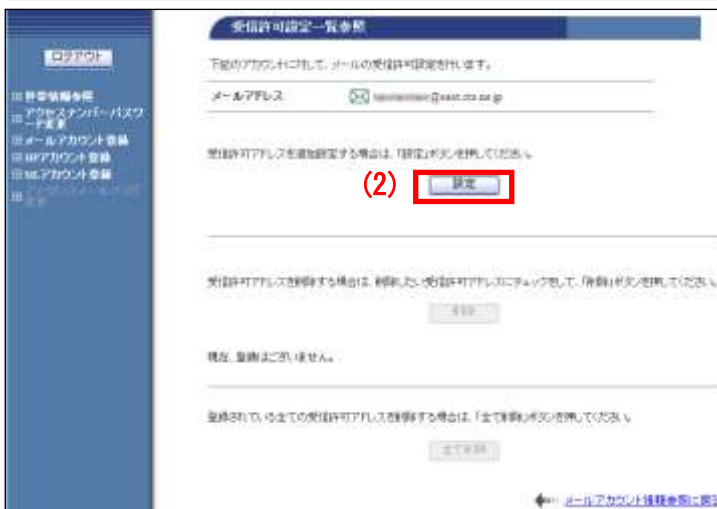 受信許可設定一覧参照
ログアウト
下記のアカウントに対して、メールの受信許可設定を行います。
世帯情報参照
メールアドレス
アクセスナンバーパスワ
ード変更
メールアカウント登録
HPアカウント登録
MLアカウント登録
受信許可アドレスを追加設定する場合は、「設定」ボタンを押してください。
(2)
設定
受信許可アドレスを削除する場合は、削除したい受信許可アドレスにチェックをして、「削除」ボタンを押してください。
削除
現在、登録はございません。
登録されている全ての受信許可アドレスを削除する場合は、「全て削除」ボタンを押してください。
全て削除
メールアカウント情報参照に戻る